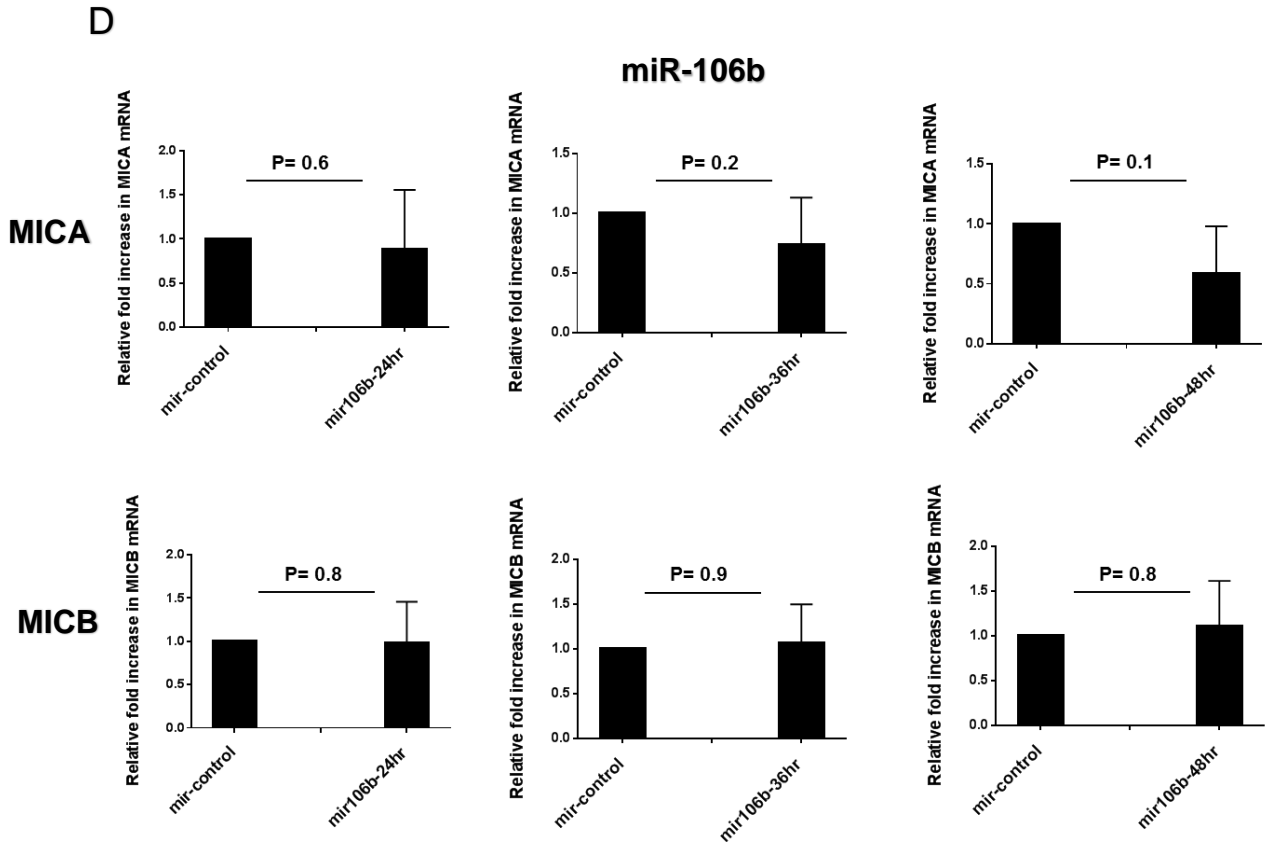 D
miR-106b
MICA
Relative fold increase in MICA mRNA
2.0
1.5
1.0
0.5
0.0
P= 0.6
mir-control
mir106b-24hr
Relative fold increase in MICA mRNA
1.5
1.0
0.5
0.0
P= 0.2
mir-control
mir106b-36hr
Relative fold increase in MICA mRNA
1.5
1.0
0.5
0.0
P= 0.1
mir-control
mir106b-48hr
MICB
Relative fold increase in MICB mRNA
2.0
1.5
1.0
0.5
0.0
P= 0.8
mir-control
mir106b-24hr
Relative fold increase in MICB mRNA
2.0
1.5
1.0
0.5
0.0
P= 0.9
mir-control
mir106b-36hr
Relative fold increase in MICB mRNA
2.0
1.5
1.0
0.5
0.0
P= 0.8
mir-control
mir106b-48hr